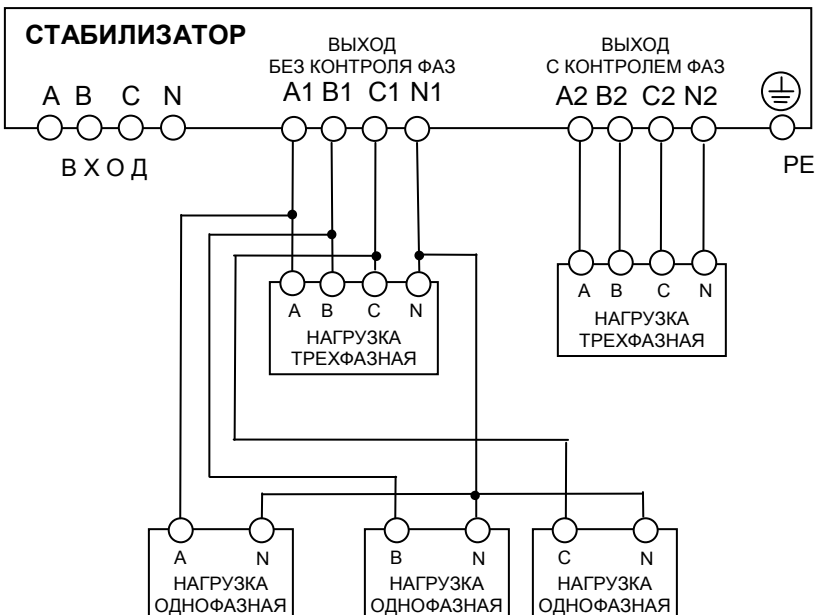 СТАБИЛИЗАТОР
ВЫХОД
БЕЗ КОНТРОЛЯ ФАЗ
ВЫХОД
С КОНТРОЛЕМ ФАЗ
A B C N
A1 B1 C1 N1
A2 B2 C2 N2
В Х О Д
PE
A B C N
НАГРУЗКА
ТРЕХФАЗНАЯ
A B C N
НАГРУЗКА
ТРЕХФАЗНАЯ
A N
НАГРУЗКА
ОДНОФАЗНАЯ
B N
НАГРУЗКА
ОДНОФАЗНАЯ
C N
НАГРУЗКА
ОДНОФАЗНАЯ